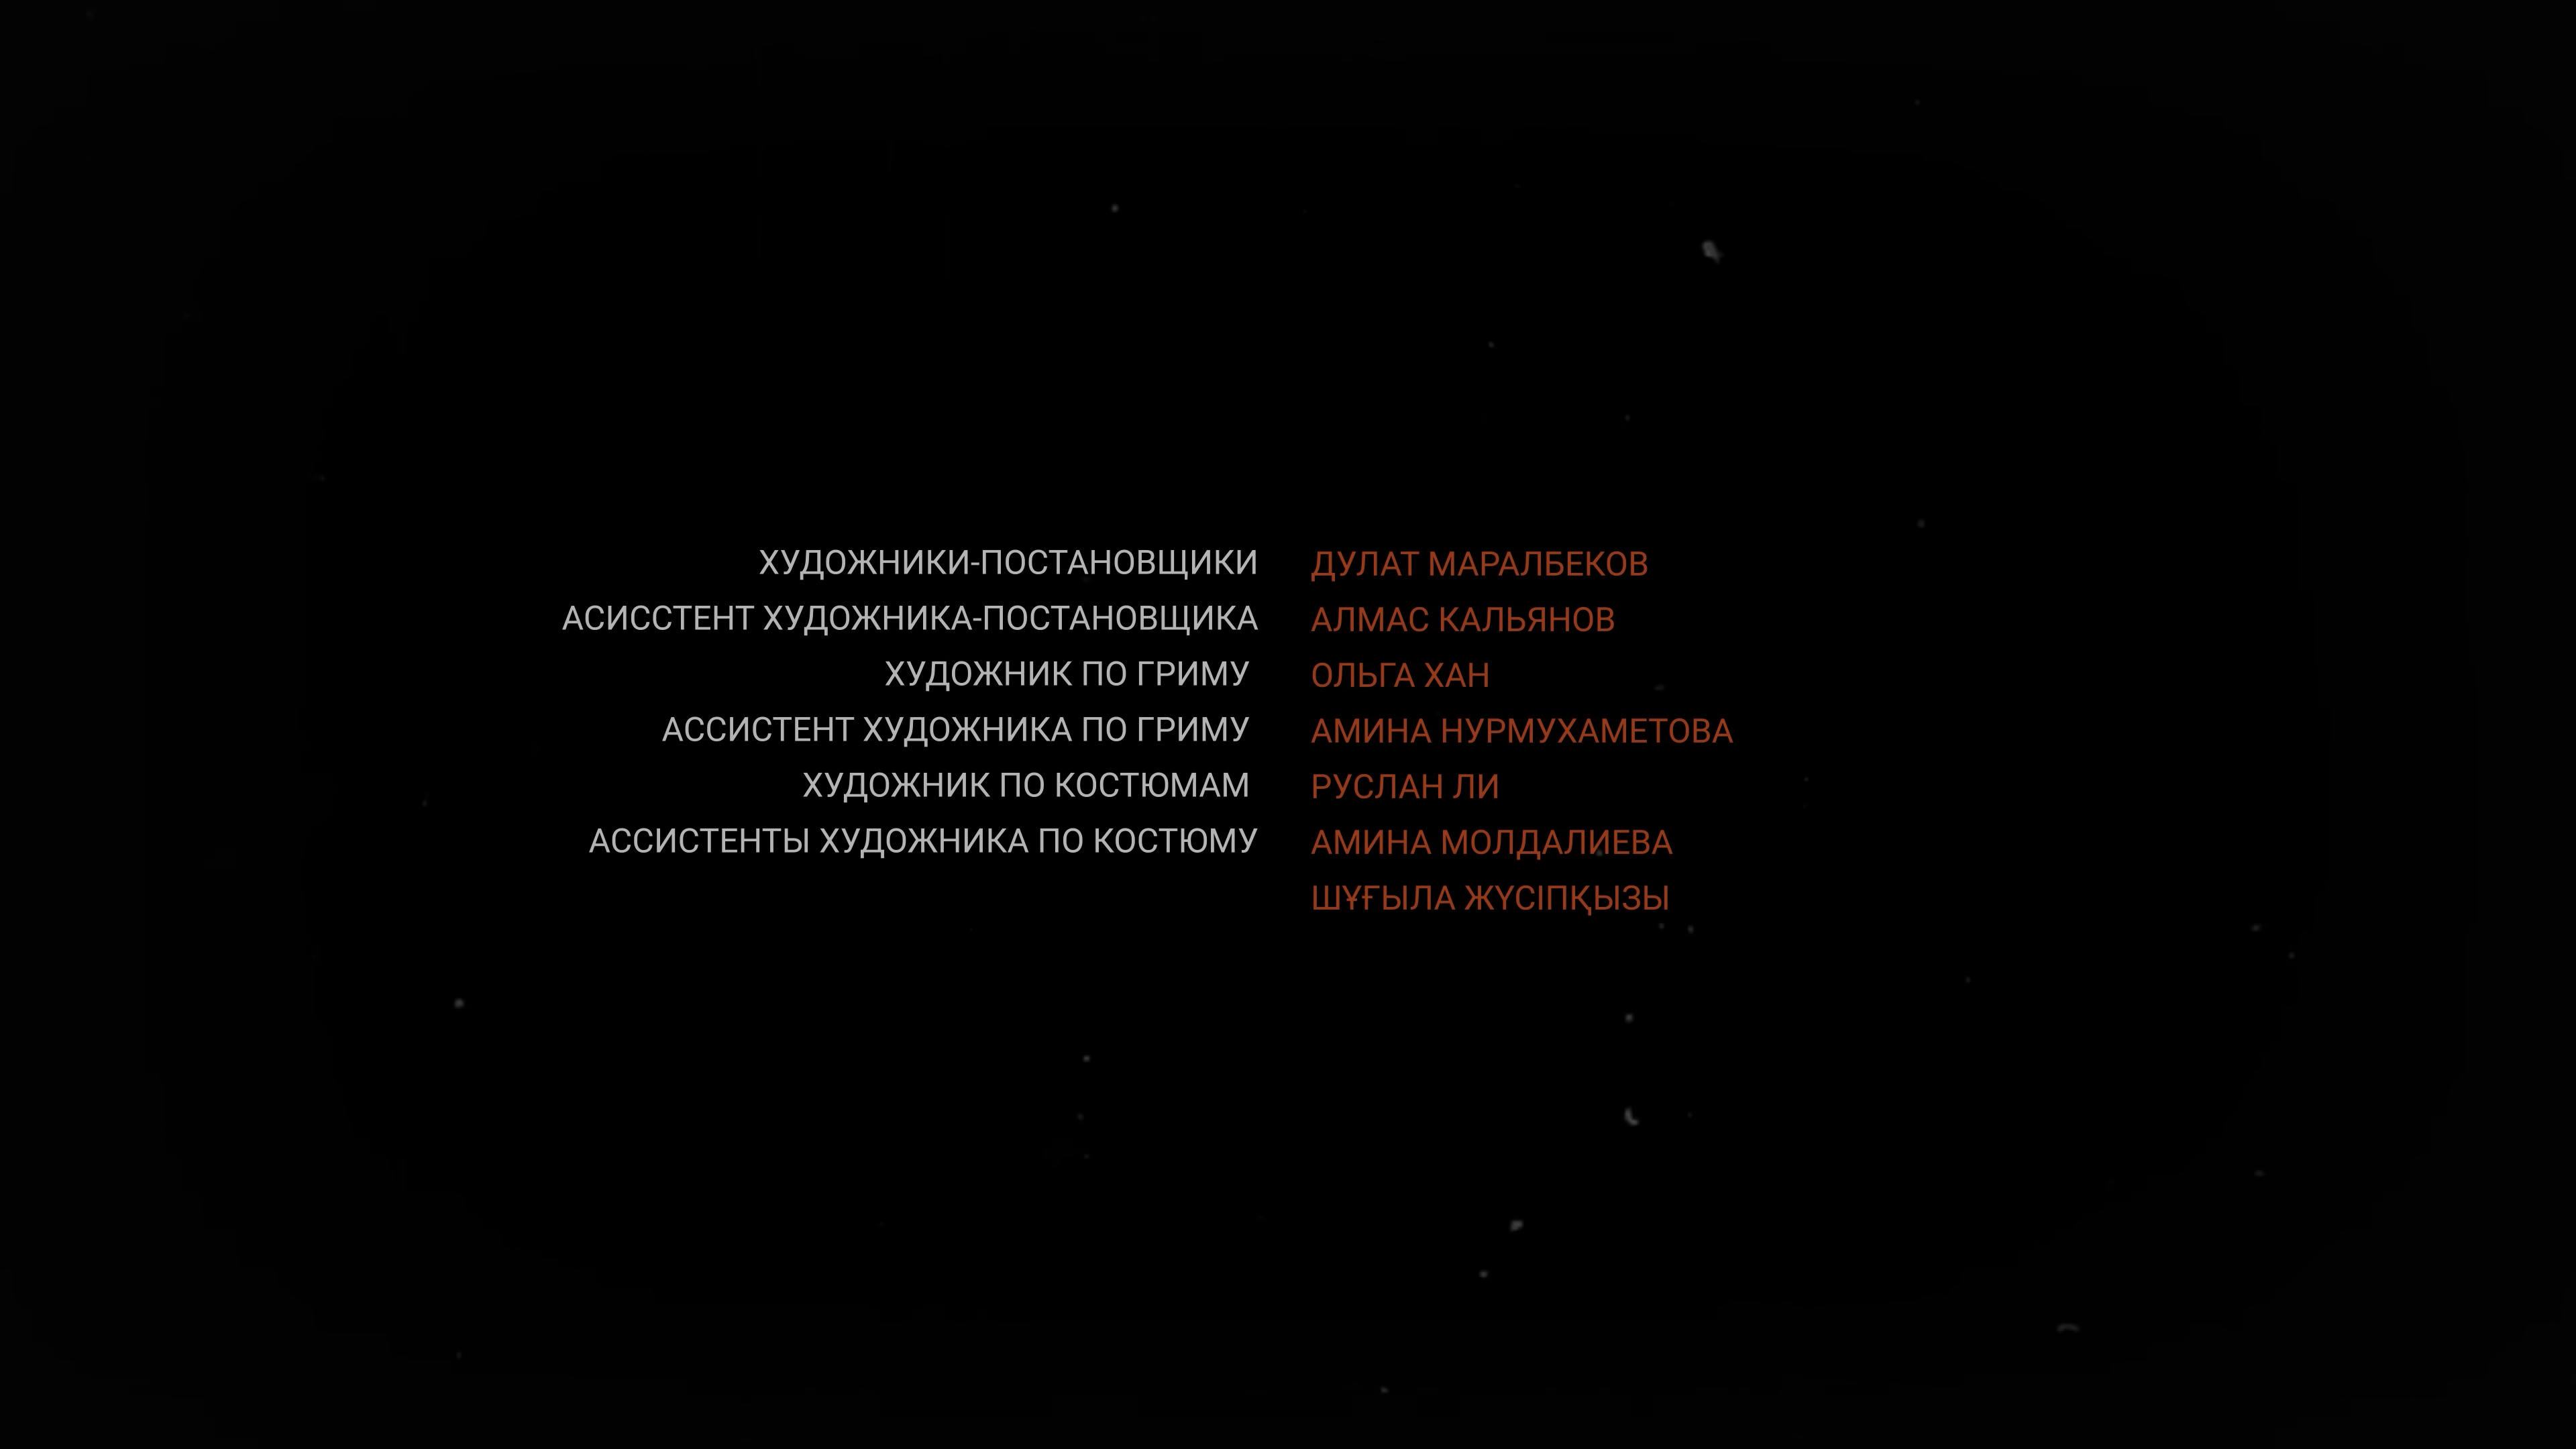 ХУДОЖНИКИ-ПОСТАНОВЩИКИ ДУЛАТ МАРАЛБЕКОВ
АСИССТЕНТ ХУДОЖНИКА-ПОСТАНОВЩИКА АЛМАС КАЛЬЯНОВ
ХУДОЖНИК ПО ГРИМУ ОЛЬГА ХАН
АССИСТЕНТ ХУДОЖНИКА ПО ГРИМУ АМИНА НУРМУХАМЕТОВА
ХУДОЖНИК ПО КОСТЮМАМ РУСЛАН ЛИ
АССИСТЕНТЫ ХУДОЖНИКА ПО КОСТЮМУ АМИНА МОЛДАЛИЕВА
ШҰҒЫЛА ЖҮСІПҚЫЗЫ